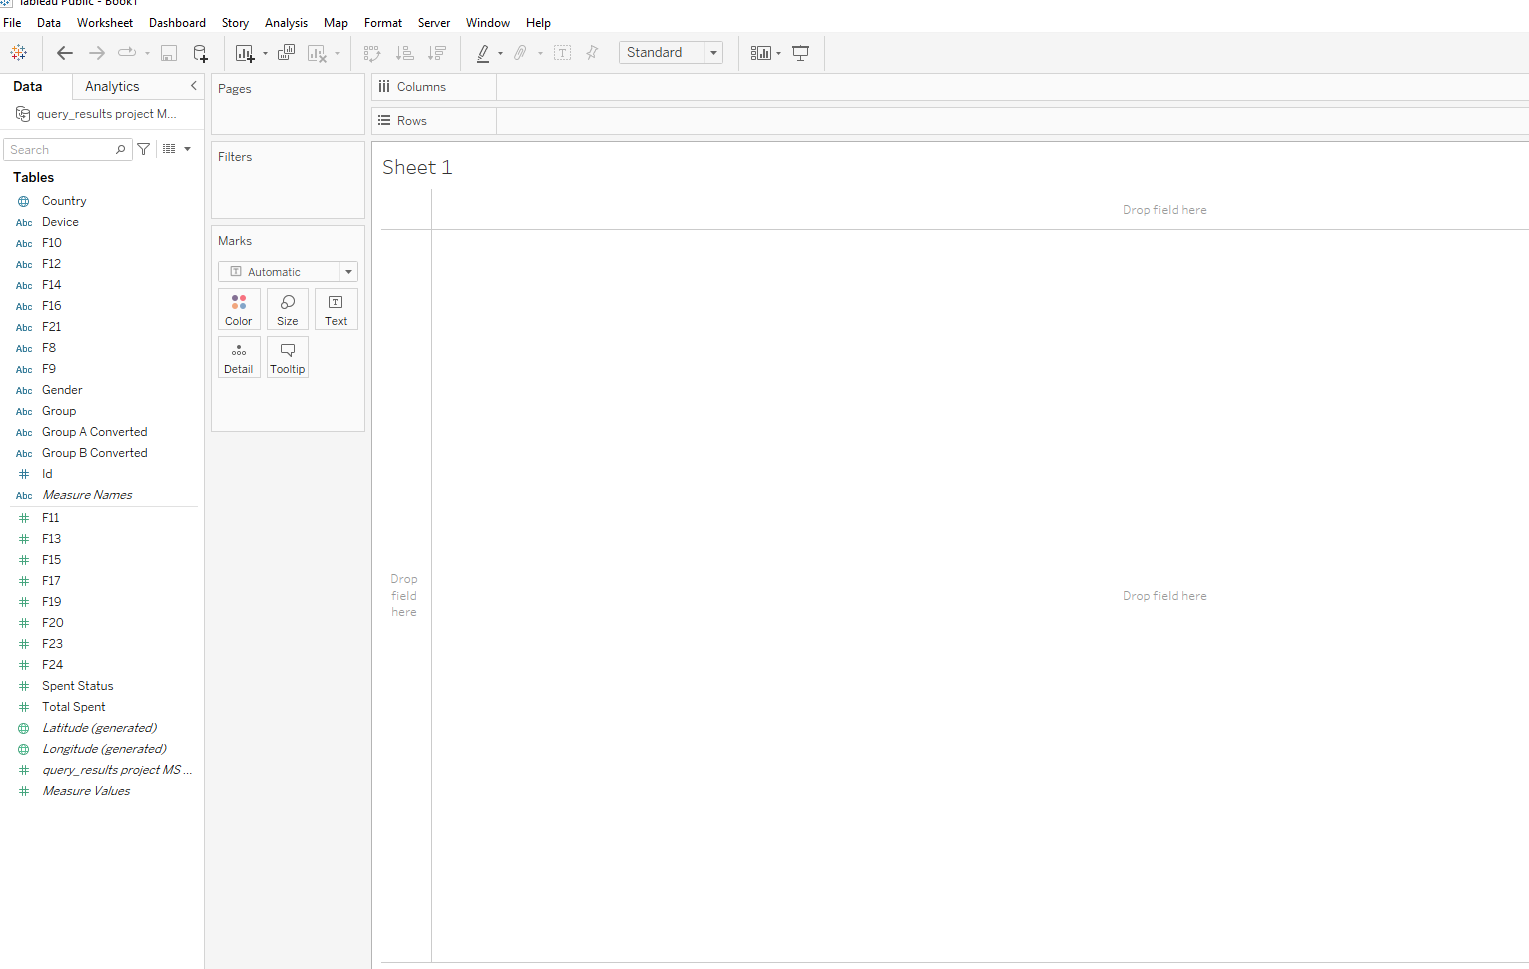 Tableau Public - Book1
File Data Worksheet Dashboard Story Analysis Map Format Server Window Help
Standard
Data Analytics
query_results project M...
Search
Tables
Country
Abc Device
Abc F10
Abc F12
Abc F14
Abc F16
Abc F21
Abc F8
Abc F9
Abc Gender
Abc Group
Abc Group A Converted
Abc Group B Converted
# Id
Abc Measure Names
# F11
# F13
# F15
# F17
# F19
# F20
# F23
# F24
# Spent Status
# Total Spent
Latitude (generated)
Longitude (generated)
# query_results project MS ...
# Measure Values
Pages
Filters
Marks
T Automatic
Color Size T Text
Detail Tooltip
Columns
Rows
Sheet 1
Drop field here
Drop
field
here
Drop field here